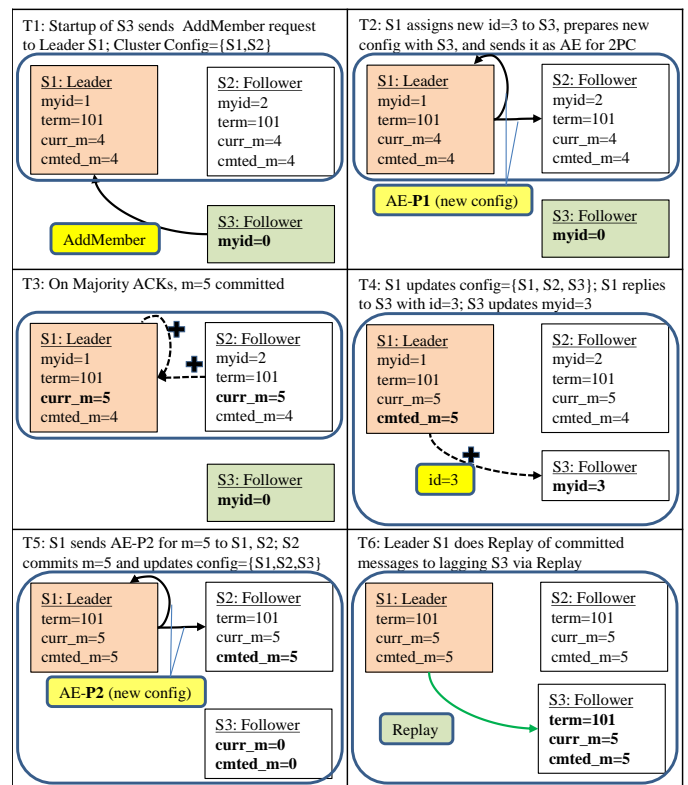 T1: Startup of S3 sends AddMember request
to Leader S1; Cluster Config={S1,S2}
S1: Leader
myid=1
term=101
curr_m=4
cmted_m=4
S2: Follower
myid=2
term=101
curr_m=4
cmted_m=4
AddMember
S3: Follower
myid=0
T2: S1 assigns new id=3 to S3, prepares new
config with S3, and sends it as AE for 2PC
S1: Leader
myid=1
term=101
curr_m=4
cmted_m=4
S2: Follower
myid=2
term=101
curr_m=4
cmted_m=4
AE-P1 (new config)
S3: Follower
myid=0
T3: On Majority ACKs, m=5 committed
S1: Leader
myid=1
term=101
curr_m=5
cmted_m=4
S2: Follower
myid=2
term=101
curr_m=5
cmted_m=4
S3: Follower
myid=0
T4: S1 updates config={S1, S2, S3}; S1 replies
to S3 with id=3; S3 updates myid=3
S1: Leader
myid=1
term=101
curr_m=5
cmted_m=5
S2: Follower
myid=2
term=101
curr_m=5
cmted_m=4
id=3
S3: Follower
myid=3
T5: S1 sends AE-P2 for m=5 to S1, S2; S2
commits m=5 and updates config={S1,S2,S3}
S1: Leader
term=101
curr_m=5
cmted_m=5
S2: Follower
term=101
curr_m=5
cmted_m=5
AE-P2 (new config)
S3: Follower
curr_m=0
cmted_m=0
T6: Leader S1 does Replay of committed
messages to lagging S3 via Replay
S1: Leader
term=101
curr_m=5
cmted_m=5
S2: Follower
term=101
curr_m=5
cmted_m=5
Replay
S3: Follower
term=101
curr_m=5
cmted_m=5